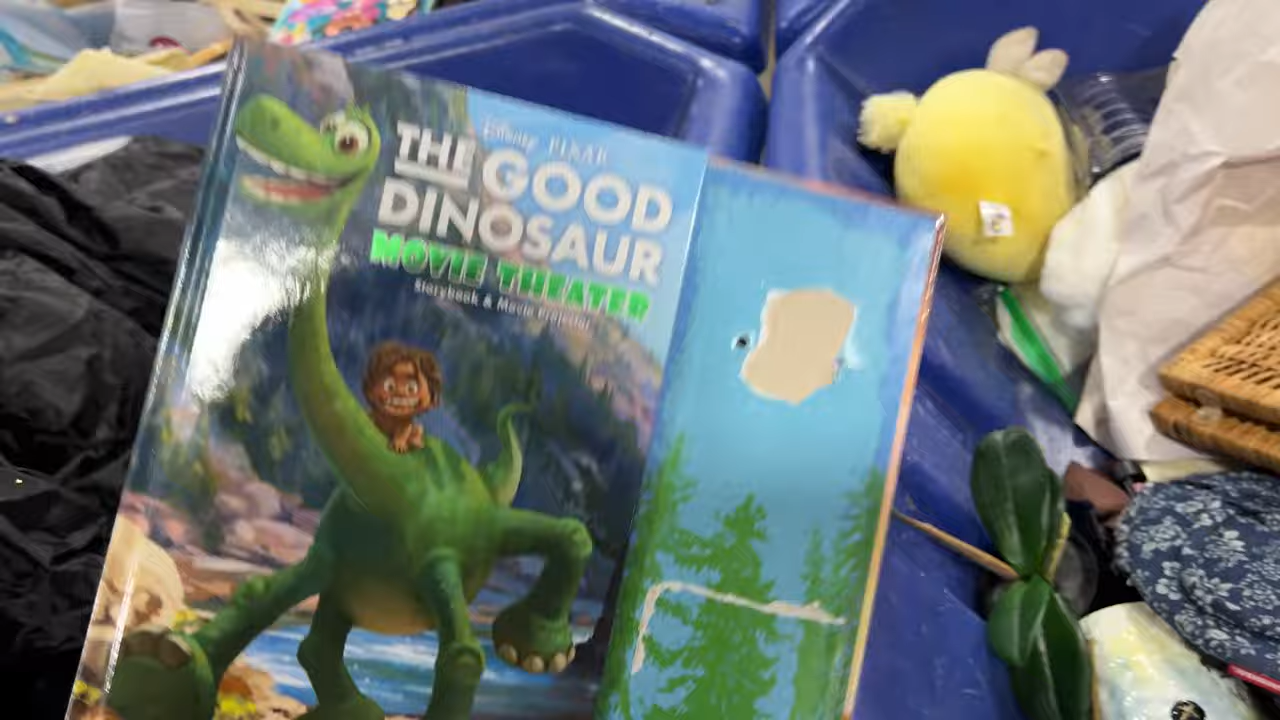 Disney PIXAR
THE GOOD
DINOSAUR
MOVIE THEATER
Storybook & Movie Projector